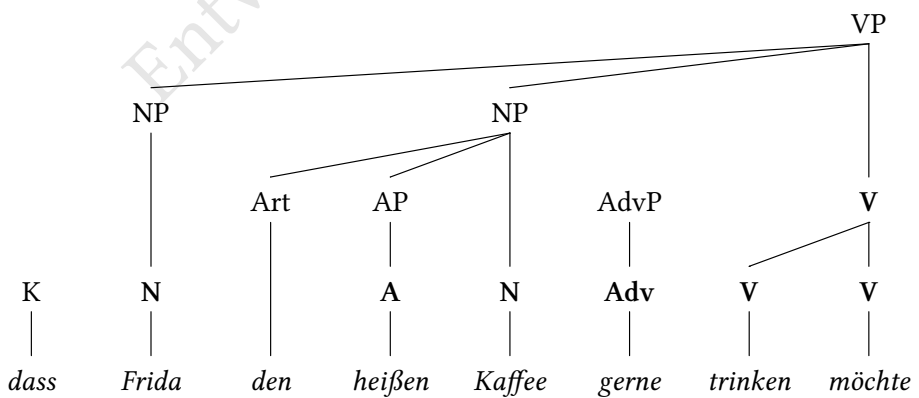 VP
NP NP
Art AP AdvP V
K N A N Adv V V
dass Frida den heißen Kaffee gerne trinken möchte